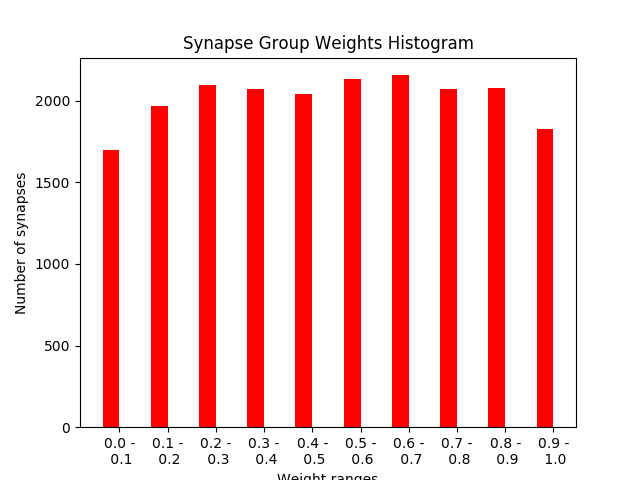 Synapse Group Weights Histogram
Number of synapses
2000
1500
1000
500
0
0.0 - 0.1 - 0.2 - 0.3 - 0.4 - 0.5 - 0.6 - 0.7 - 0.8 - 0.9 -
0.1 0.2 0.3 0.4 0.5 0.6 0.7 0.8 0.9 1.0
Weight ranges